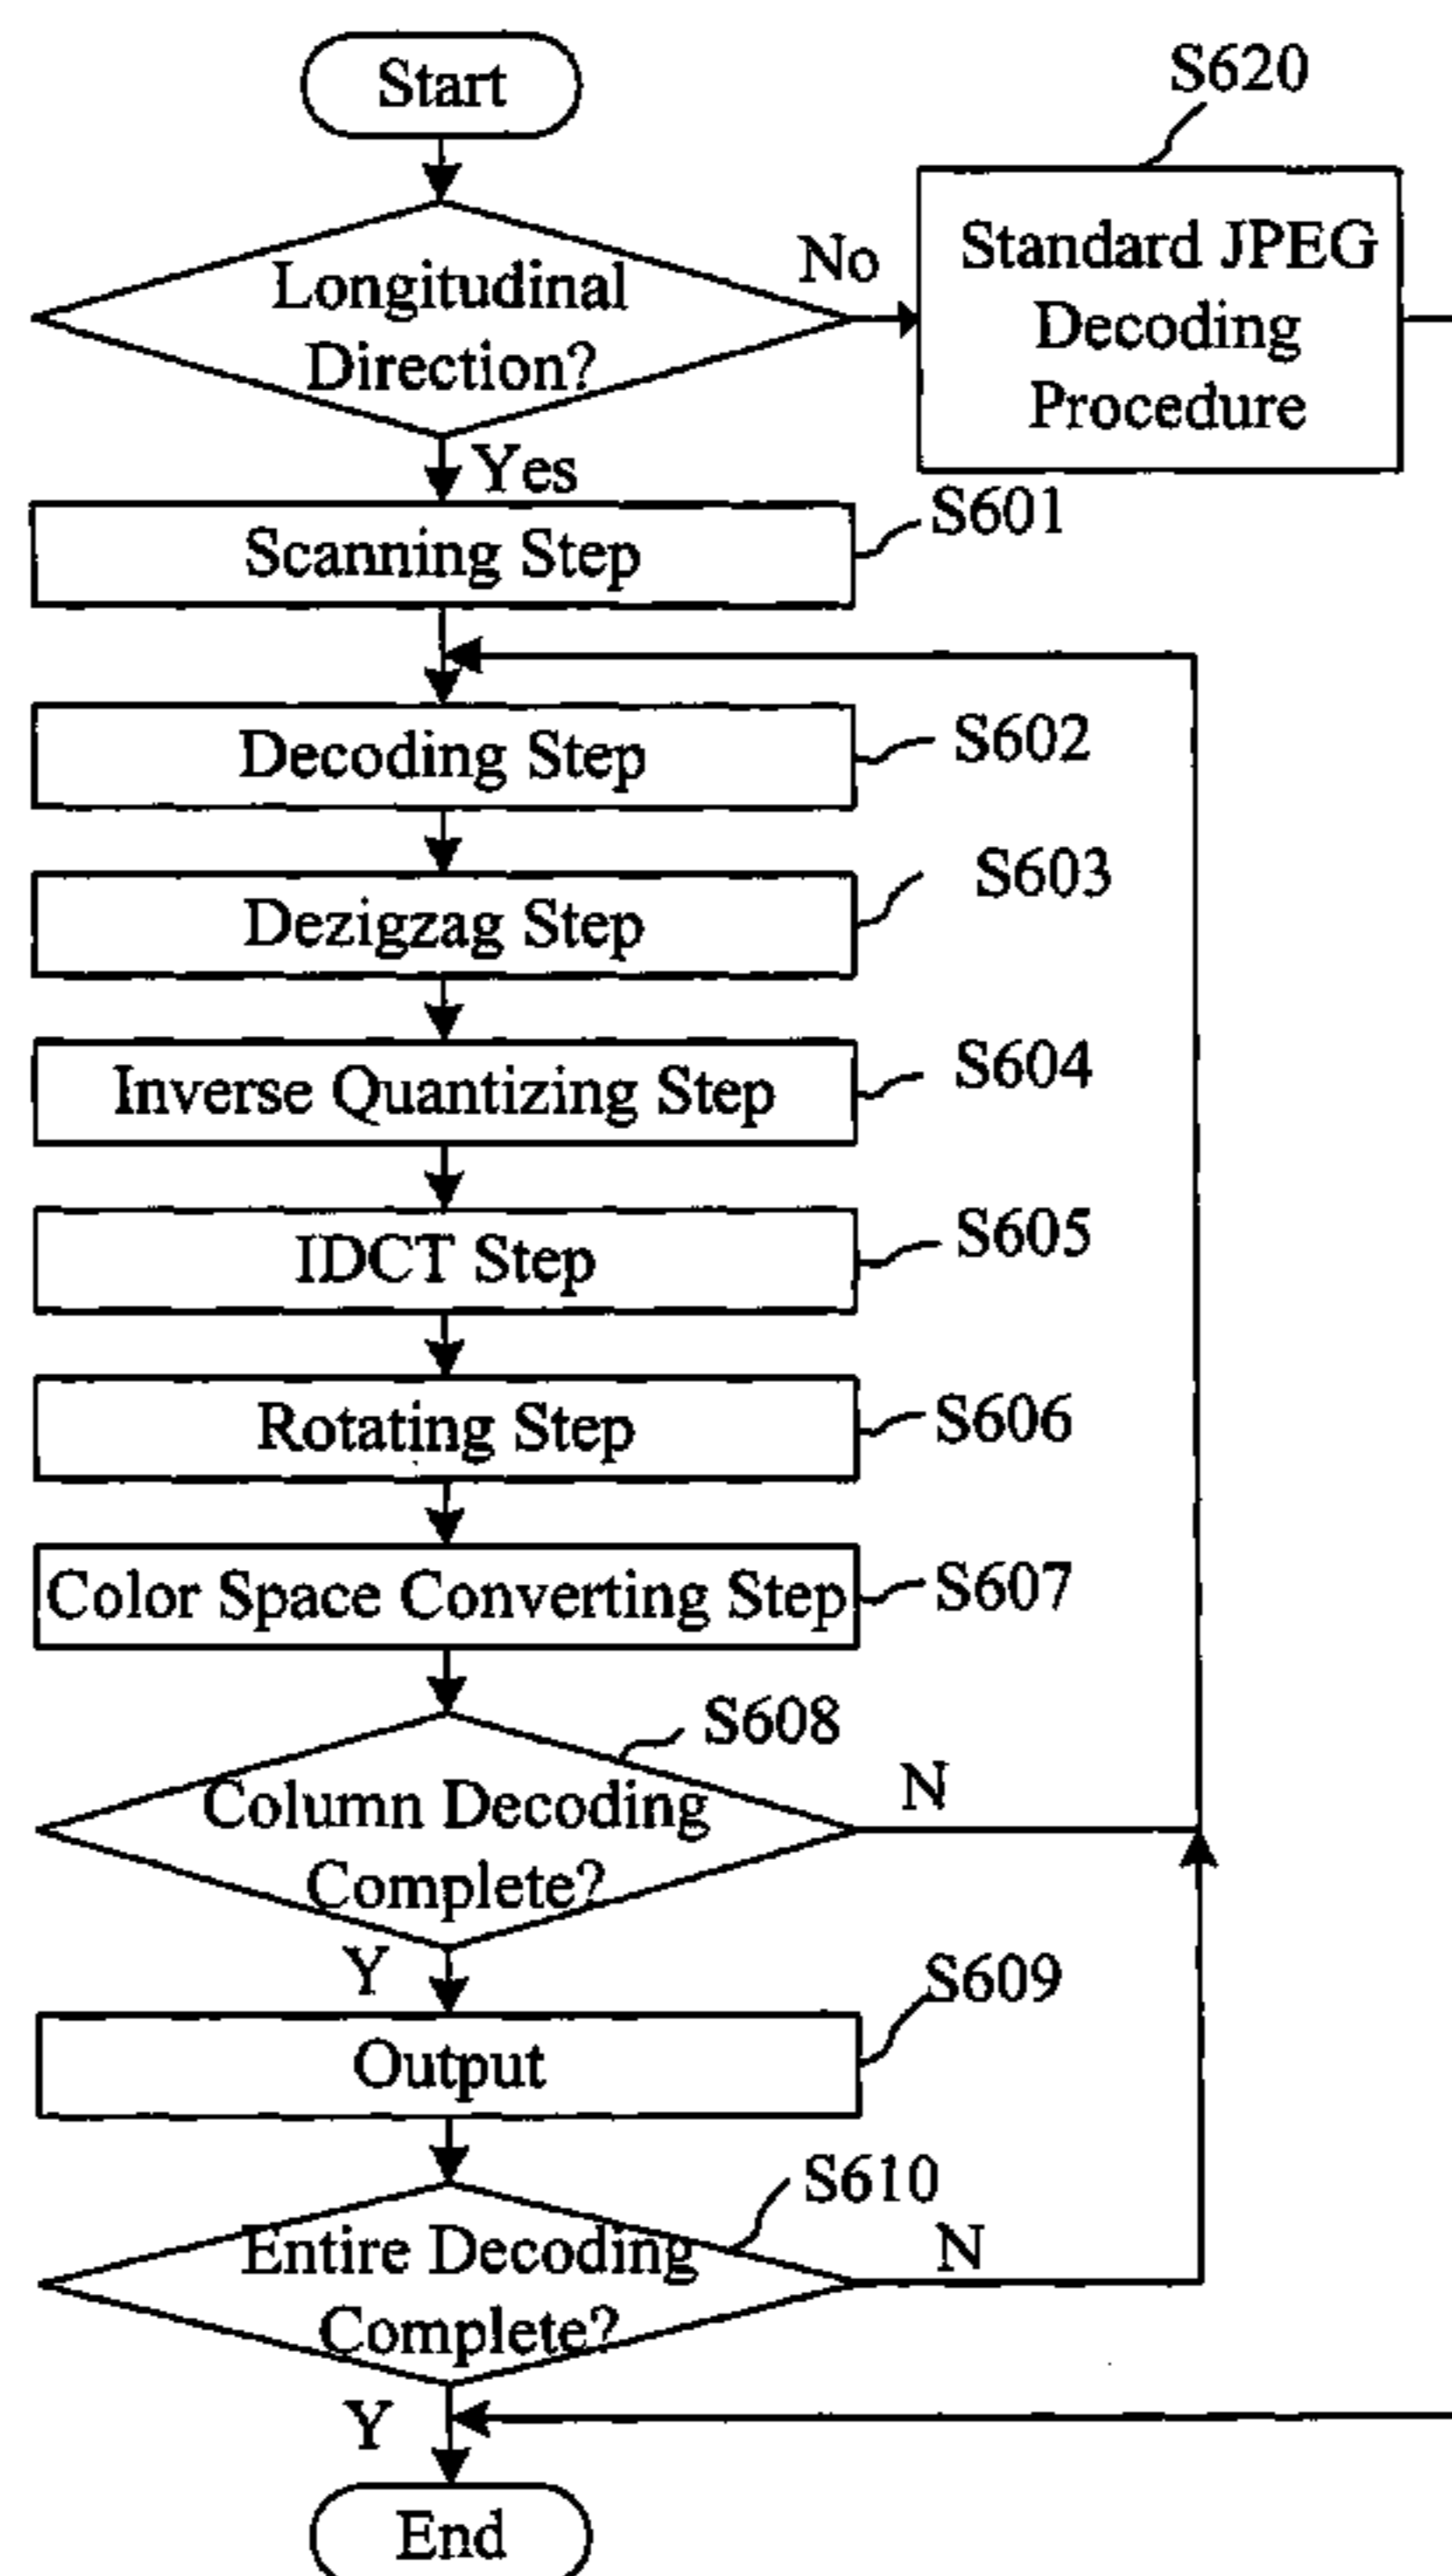 Start
S620
Longitudinal
Direction?
No
Standard JPEG
Decoding
Procedure
Yes
Scanning Step
S601
Decoding Step
S602
Dezigzag Step
S603
Inverse Quantizing Step
S604
IDCT Step
S605
Rotating Step
S606
Color Space Converting Step
S607
S608
Column Decoding
Complete?
N
Y
Output
S609
S610
Entire Decoding
Complete?
N
Y
End